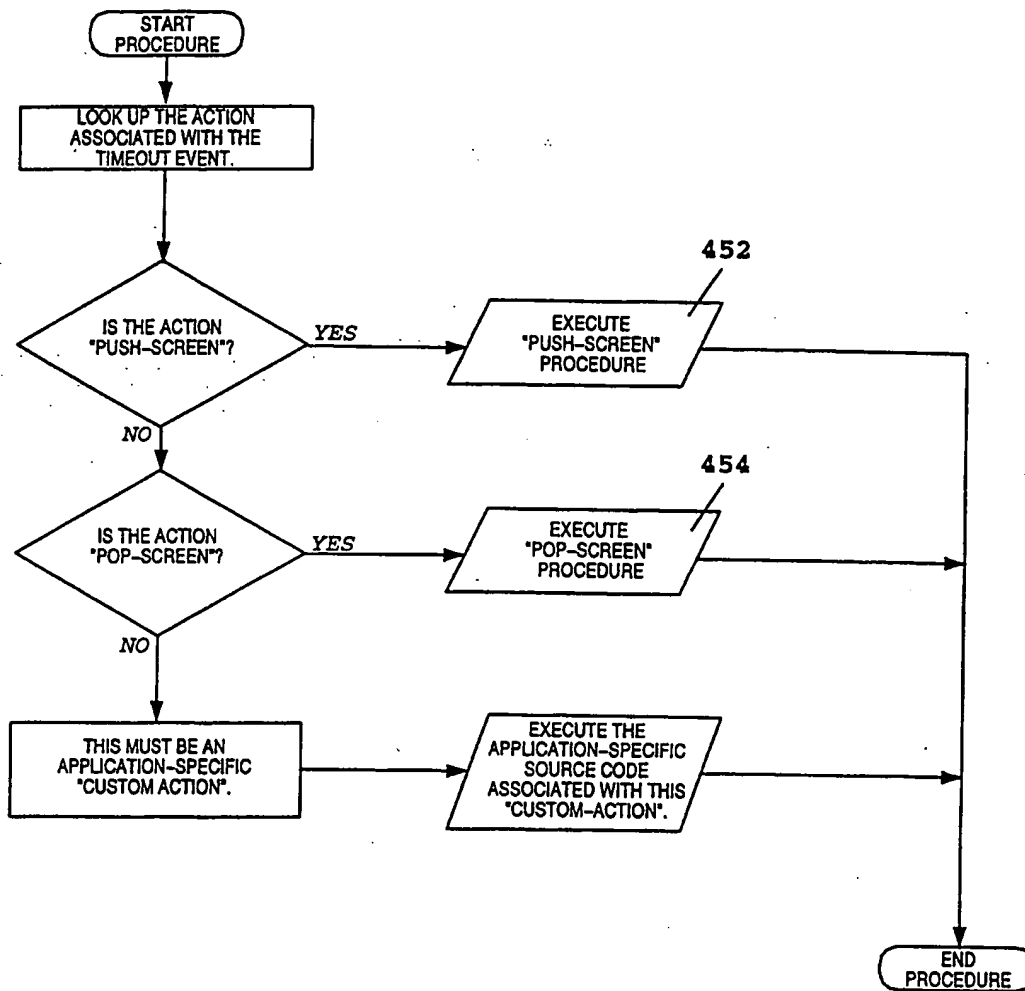 START
PROCEDURE
LOOK UP THE ACTION
ASSOCIATED WITH THE
TIMEOUT EVENT.
452
IS THE ACTION
"PUSH-SCREEN"?
YES
EXECUTE
"PUSH-SCREEN"
PROCEDURE
NO
454
IS THE ACTION
"POP-SCREEN"?
YES
EXECUTE
"POP-SCREEN"
PROCEDURE
NO
THIS MUST BE AN
APPLICATION-SPECIFIC
"CUSTOM ACTION".
EXECUTE THE
APPLICATION-SPECIFIC
SOURCE CODE
ASSOCIATED WITH THIS
"CUSTOM-ACTION".
END
PROCEDURE